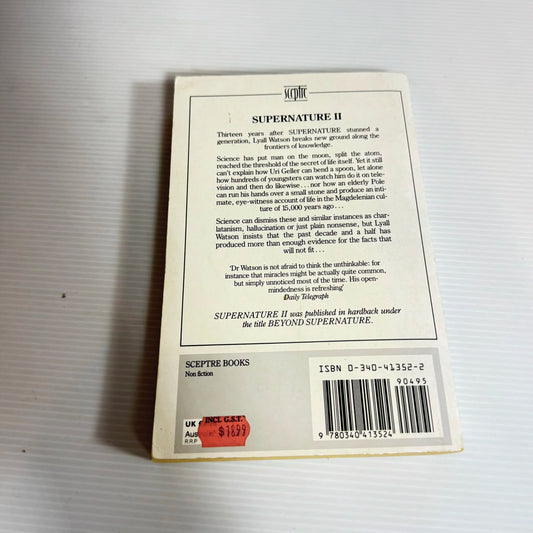 sceptre
SUPERNATURE II
Thirteen years after SUPERNATURE stunned a
generation, Lyall Watson breaks new ground along the
frontiers of knowledge.
Science has put man on the moon, split the atom,
reached the threshold of the secret of life itself. Yet it still
can't explain how Uri Geller can bend a spoon, let alone
how hundreds of youngsters can watch him do it on tele-
vision and then do likewise . . . nor how an elderly Pole
can run his hands over a small stone and produce an inti-
mate, eye-witness account of life in the Magdelenian cul-
ture of 15,000 years ago . . .
Science can dismiss these and similar instances as char-
latanism, hallucination or just plain nonsense, but Lyall
Watson insists that the past decade and a half has
produced more than enough evidence for the facts that
will not fit . . .
'Dr Watson is not afraid to think the unthinkable: for
instance that miracles might be actually quite common,
but simply unnoticed most of the time. His open-
mindedness is refreshing'
Daily Telegraph
SUPERNATURE II was published in hardback under
the title BEYOND SUPERNATURE.
SCEPTRE BOOKS
Non fiction
ISBN 0-340-41352-2
90495
9 780340 413524
UK
INCL G.S.T.
Aus
RRP